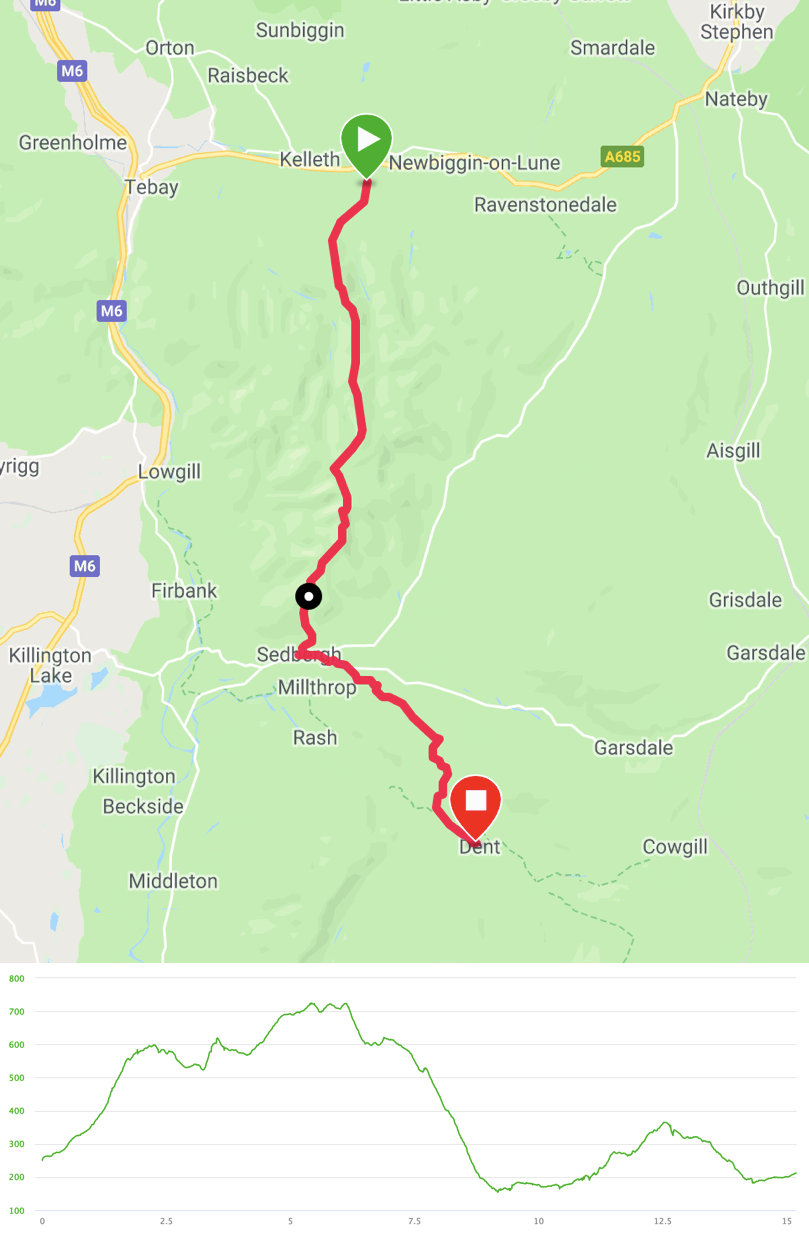 M6
Kirkby
Stephen
Sunbiggin
Orton
Smardale
M6
Raisbeck
Nateby
Greenholme
Kelleth
Newbiggin-on-Lune
A685
Tebay
Ravenstonedale
Outhgill
M6
Aisgill
yrigg
Lowgill
M6
Firbank
Grisdale
Killington
Lake
Sedbergh
Garsdale
Millthrop
Rash
Garsdale
Killington
Beckside
Dent
Cowgill
Middleton
800
700
600
500
400
300
200
100
0
2.5
5
7.5
10
12.5
15